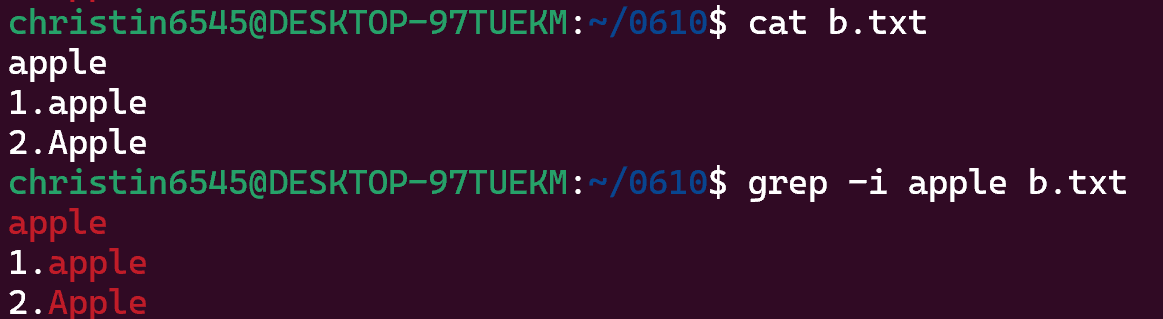 christin6545@DESKTOP-97TUEKM:~/0610$ cat b.txt
apple
1.apple
2.Apple
christin6545@DESKTOP-97TUEKM:~/0610$ grep -i apple b.txt
apple
1.apple
2.Apple